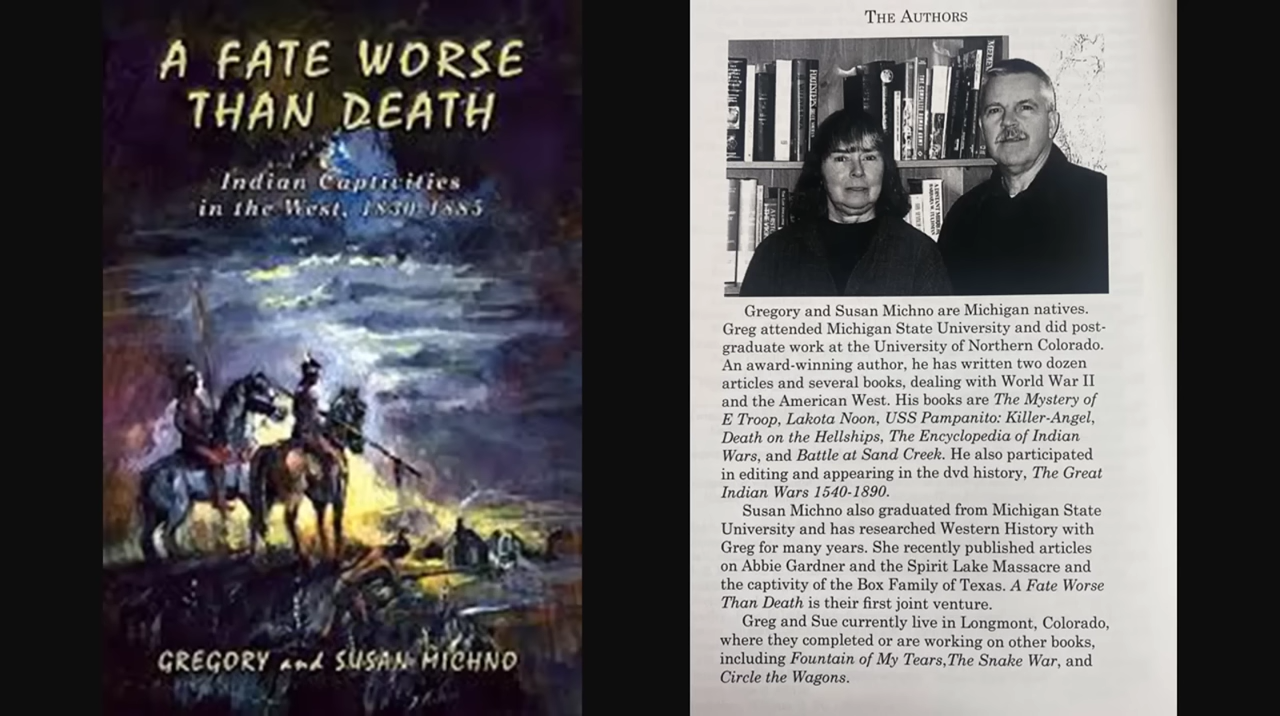 A FATE WORSE
THAN DEATH
Indian Captivities
in the West, 1830-1885
GREGORY and SUSAN MICHNO
THE AUTHORS
Gregory and Susan Michno are Michigan natives.
Greg attended Michigan State University and did post-
graduate work at the University of Northern Colorado.
An award-winning author, he has written two dozen
articles and several books, dealing with World War II
and the American West. His books are The Mystery of
E Troop, Lakota Noon, USS Pampanito: Killer-Angel,
Death on the Hellships, The Encyclopedia of Indian
Wars, and Battle at Sand Creek. He also participated
in editing and appearing in the dvd history, The Great
Indian Wars 1540-1890.
Susan Michno also graduated from Michigan State
University and has researched Western History with
Greg for many years. She recently published articles
on Abbie Gardner and the Spirit Lake Massacre and
the captivity of the Box Family of Texas. A Fate Worse
Than Death is their first joint venture.
Greg and Sue currently live in Longmont, Colorado,
where they completed or are working on other books,
including Fountain of My Tears,The Snake War, and
Circle the Wagons.